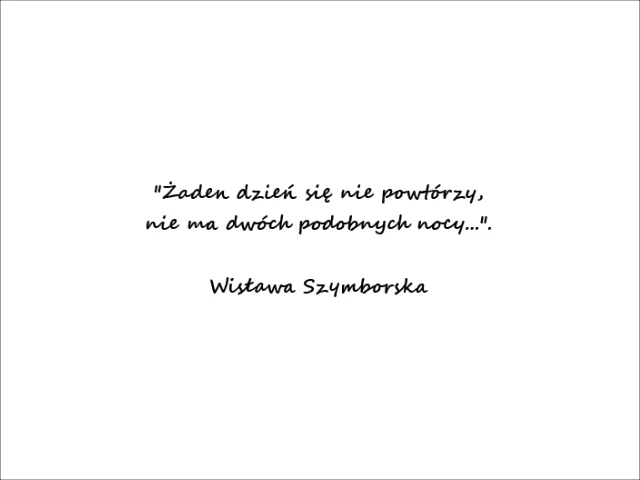 "Żaden dzień się nie powtórzy,
nie ma dwóch podobnych nocy...".
Wisława Szymborska